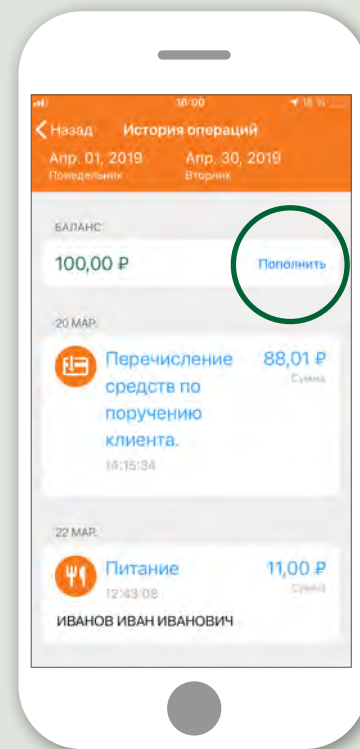 16:00 18 %
Назад История операций
Апр. 01, 2019 Апр. 30, 2019
Понедельник Вторник
БАЛАНС
100,00 ₽ Пополнить
20 МАР.
Перечисление 88,01 ₽
средств по Сумма
поручению
клиента.
14:15:34
22 МАР.
Питание 11,00 ₽
12:43:08 Сумма
ИВАНОВ ИВАН ИВАНОВИЧ